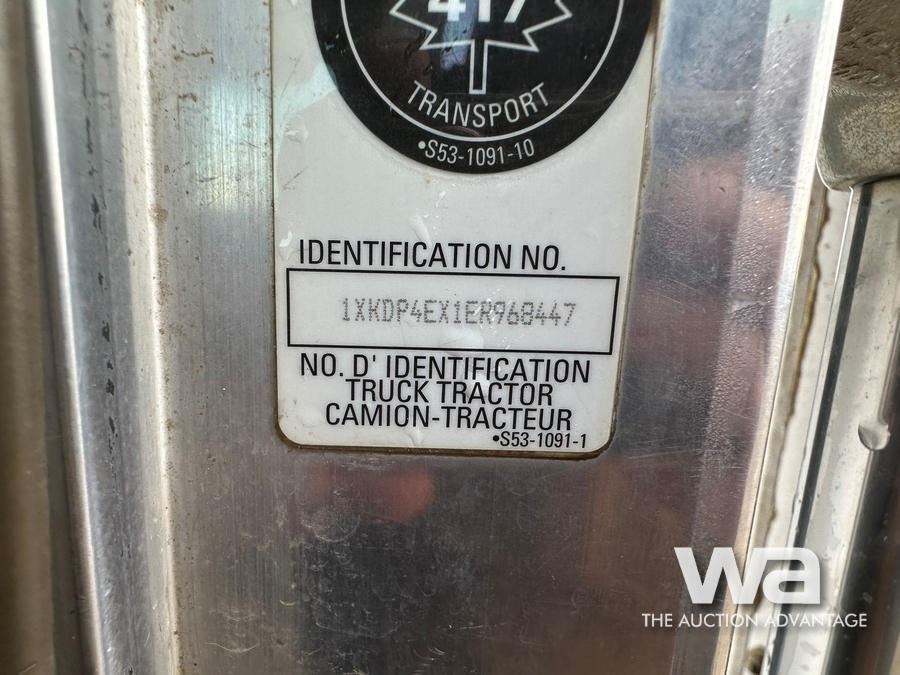 417
TRANSPORT
•S53-1091-10
IDENTIFICATION NO.
1XKDP4EX1ER968447
NO. D' IDENTIFICATION
TRUCK TRACTOR
CAMION-TRACTEUR
•S53-1091-1
wa
THE AUCTION ADVANTAGE